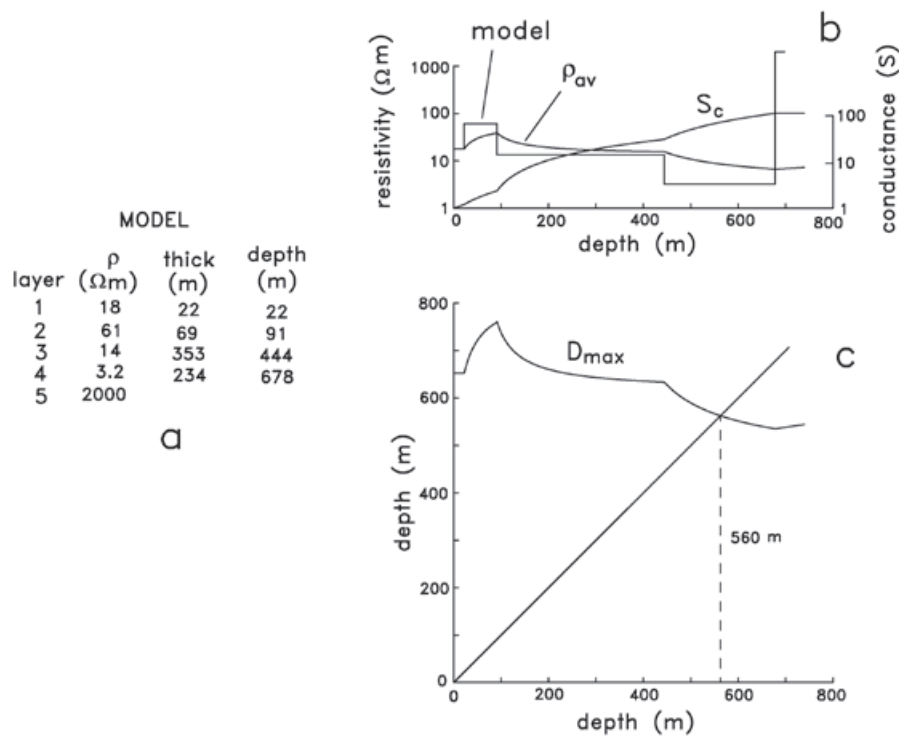 MODEL
layer ρ (Ωm) thick (m) depth (m)
1 18 22 22
2 61 69 91
3 14 353 444
4 3.2 234 678
5 2000
a
b
model
ρav
Sc
resistivity (Ωm)
1000
100
10
1
conductance (S)
100
10
1
0 200 400 600 800
depth (m)
c
Dmax
depth (m)
800
600
400
200
0
560 m
0 200 400 600 800
depth (m)